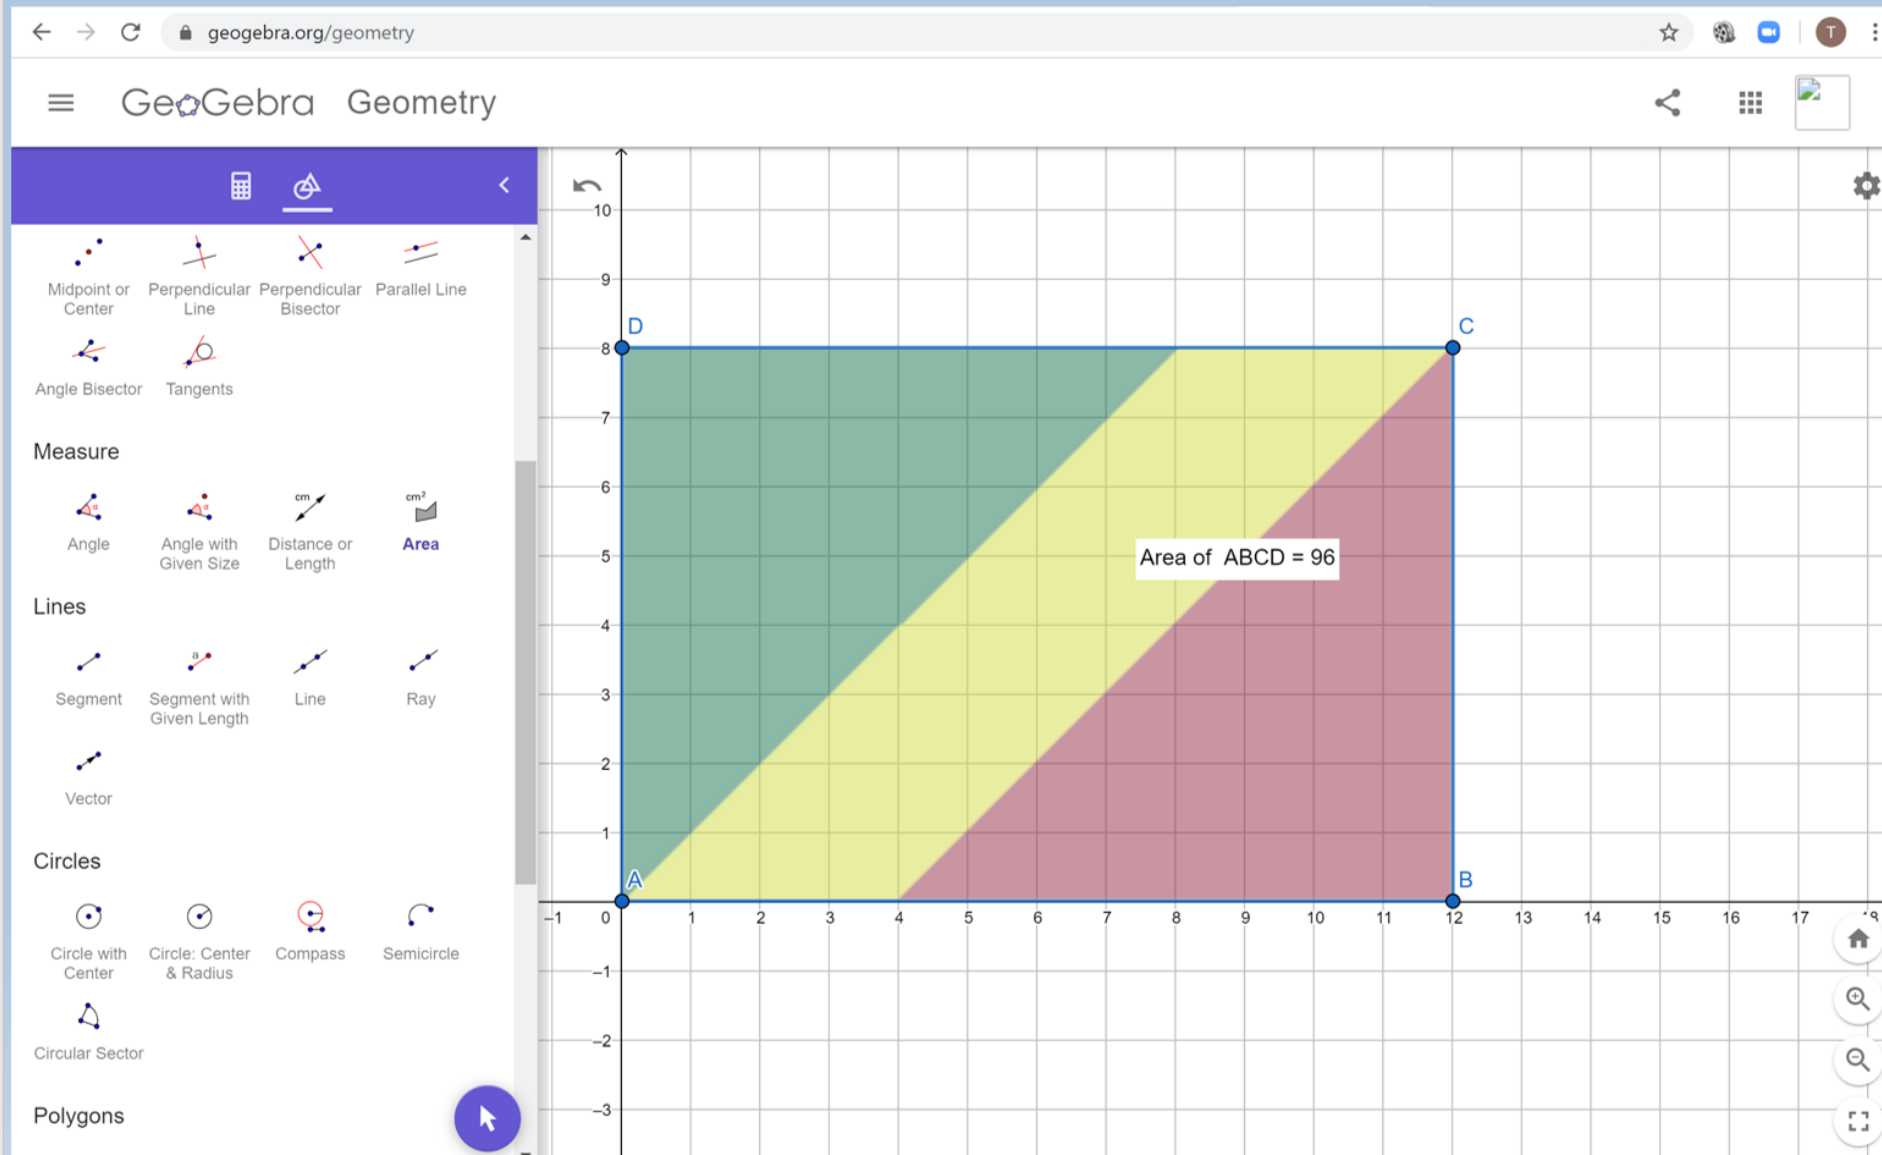 geogebra.org/geometry
T
GeoGebra Geometry
Midpoint or Center
Perpendicular Line
Perpendicular Bisector
Parallel Line
Angle Bisector
Tangents
Measure
α
α
cm
cm²
Angle
Angle with Given Size
Distance or Length
Area
Lines
a
Segment
Segment with Given Length
Line
Ray
Vector
Circles
Circle with Center
Circle: Center & Radius
Compass
Semicircle
Circular Sector
Polygons
10
9
D
C
8
7
6
5
Area of ABCD = 96
4
3
2
1
A
B
–1 0 1 2 3 4 5 6 7 8 9 10 11 12 13 14 15 16 17 18
–1
–2
–3